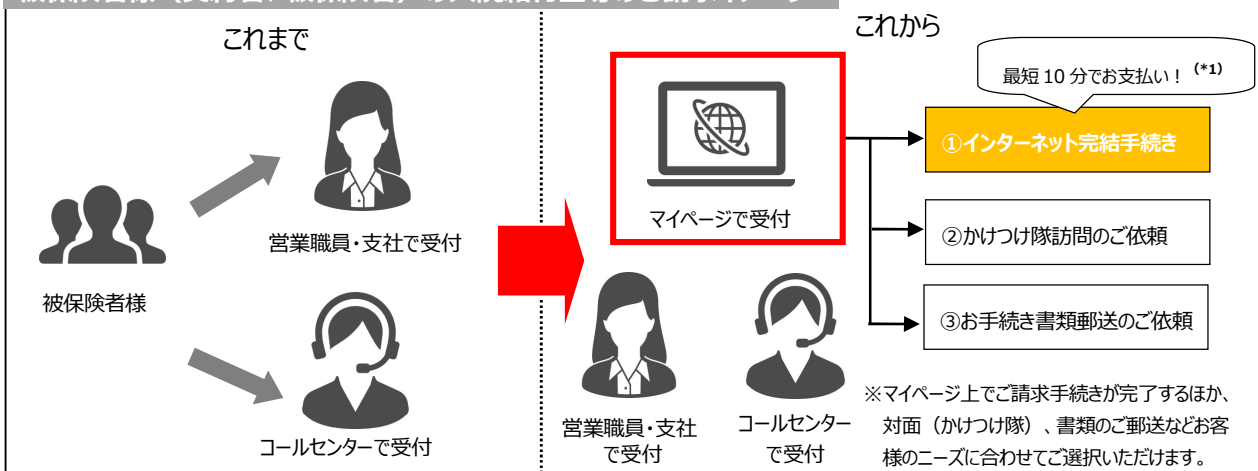 これまで
これから
最短 10 分でお支払い！ (*1)
①インターネット完結手続き
マイページで受付
営業職員・支社で受付
②かけつけ隊訪問のご依頼
被保険者様
③お手続き書類郵送のご依頼
コールセンターで受付
営業職員・支社
で受付
コールセンター
で受付
※マイページ上でご請求手続きが完了するほか、
対面（かけつけ隊）、書類のご郵送などお客
様のニーズに合わせてご選択いただけます。